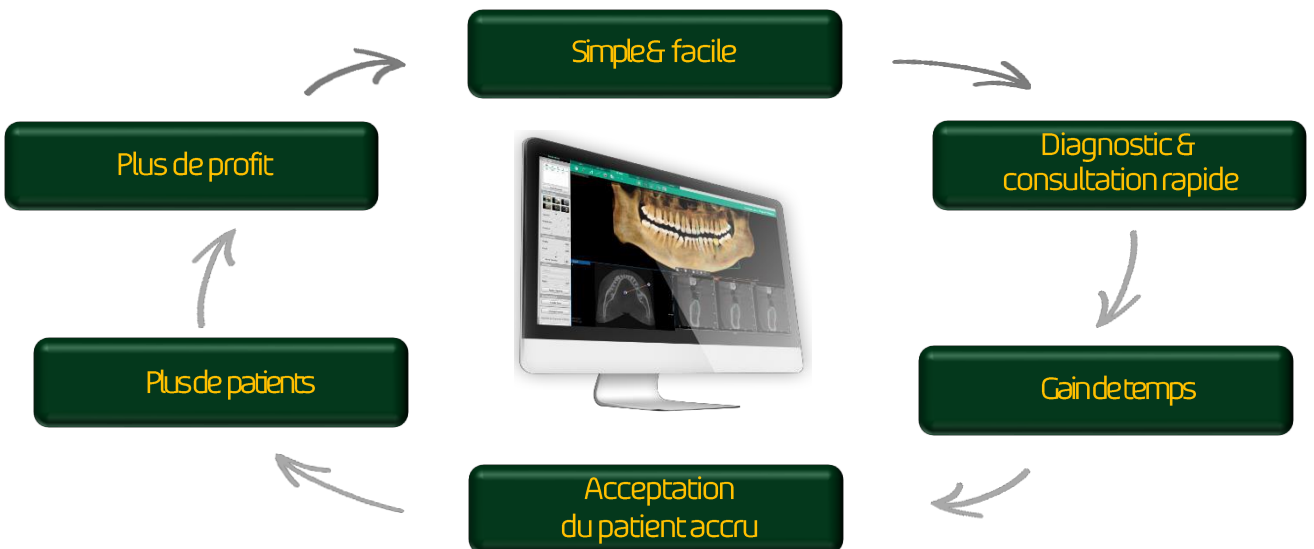 Simple & facile
Diagnostic &
consultation rapide
Gain de temps
Acceptation
du patient accru
Plus de patients
Plus de profit